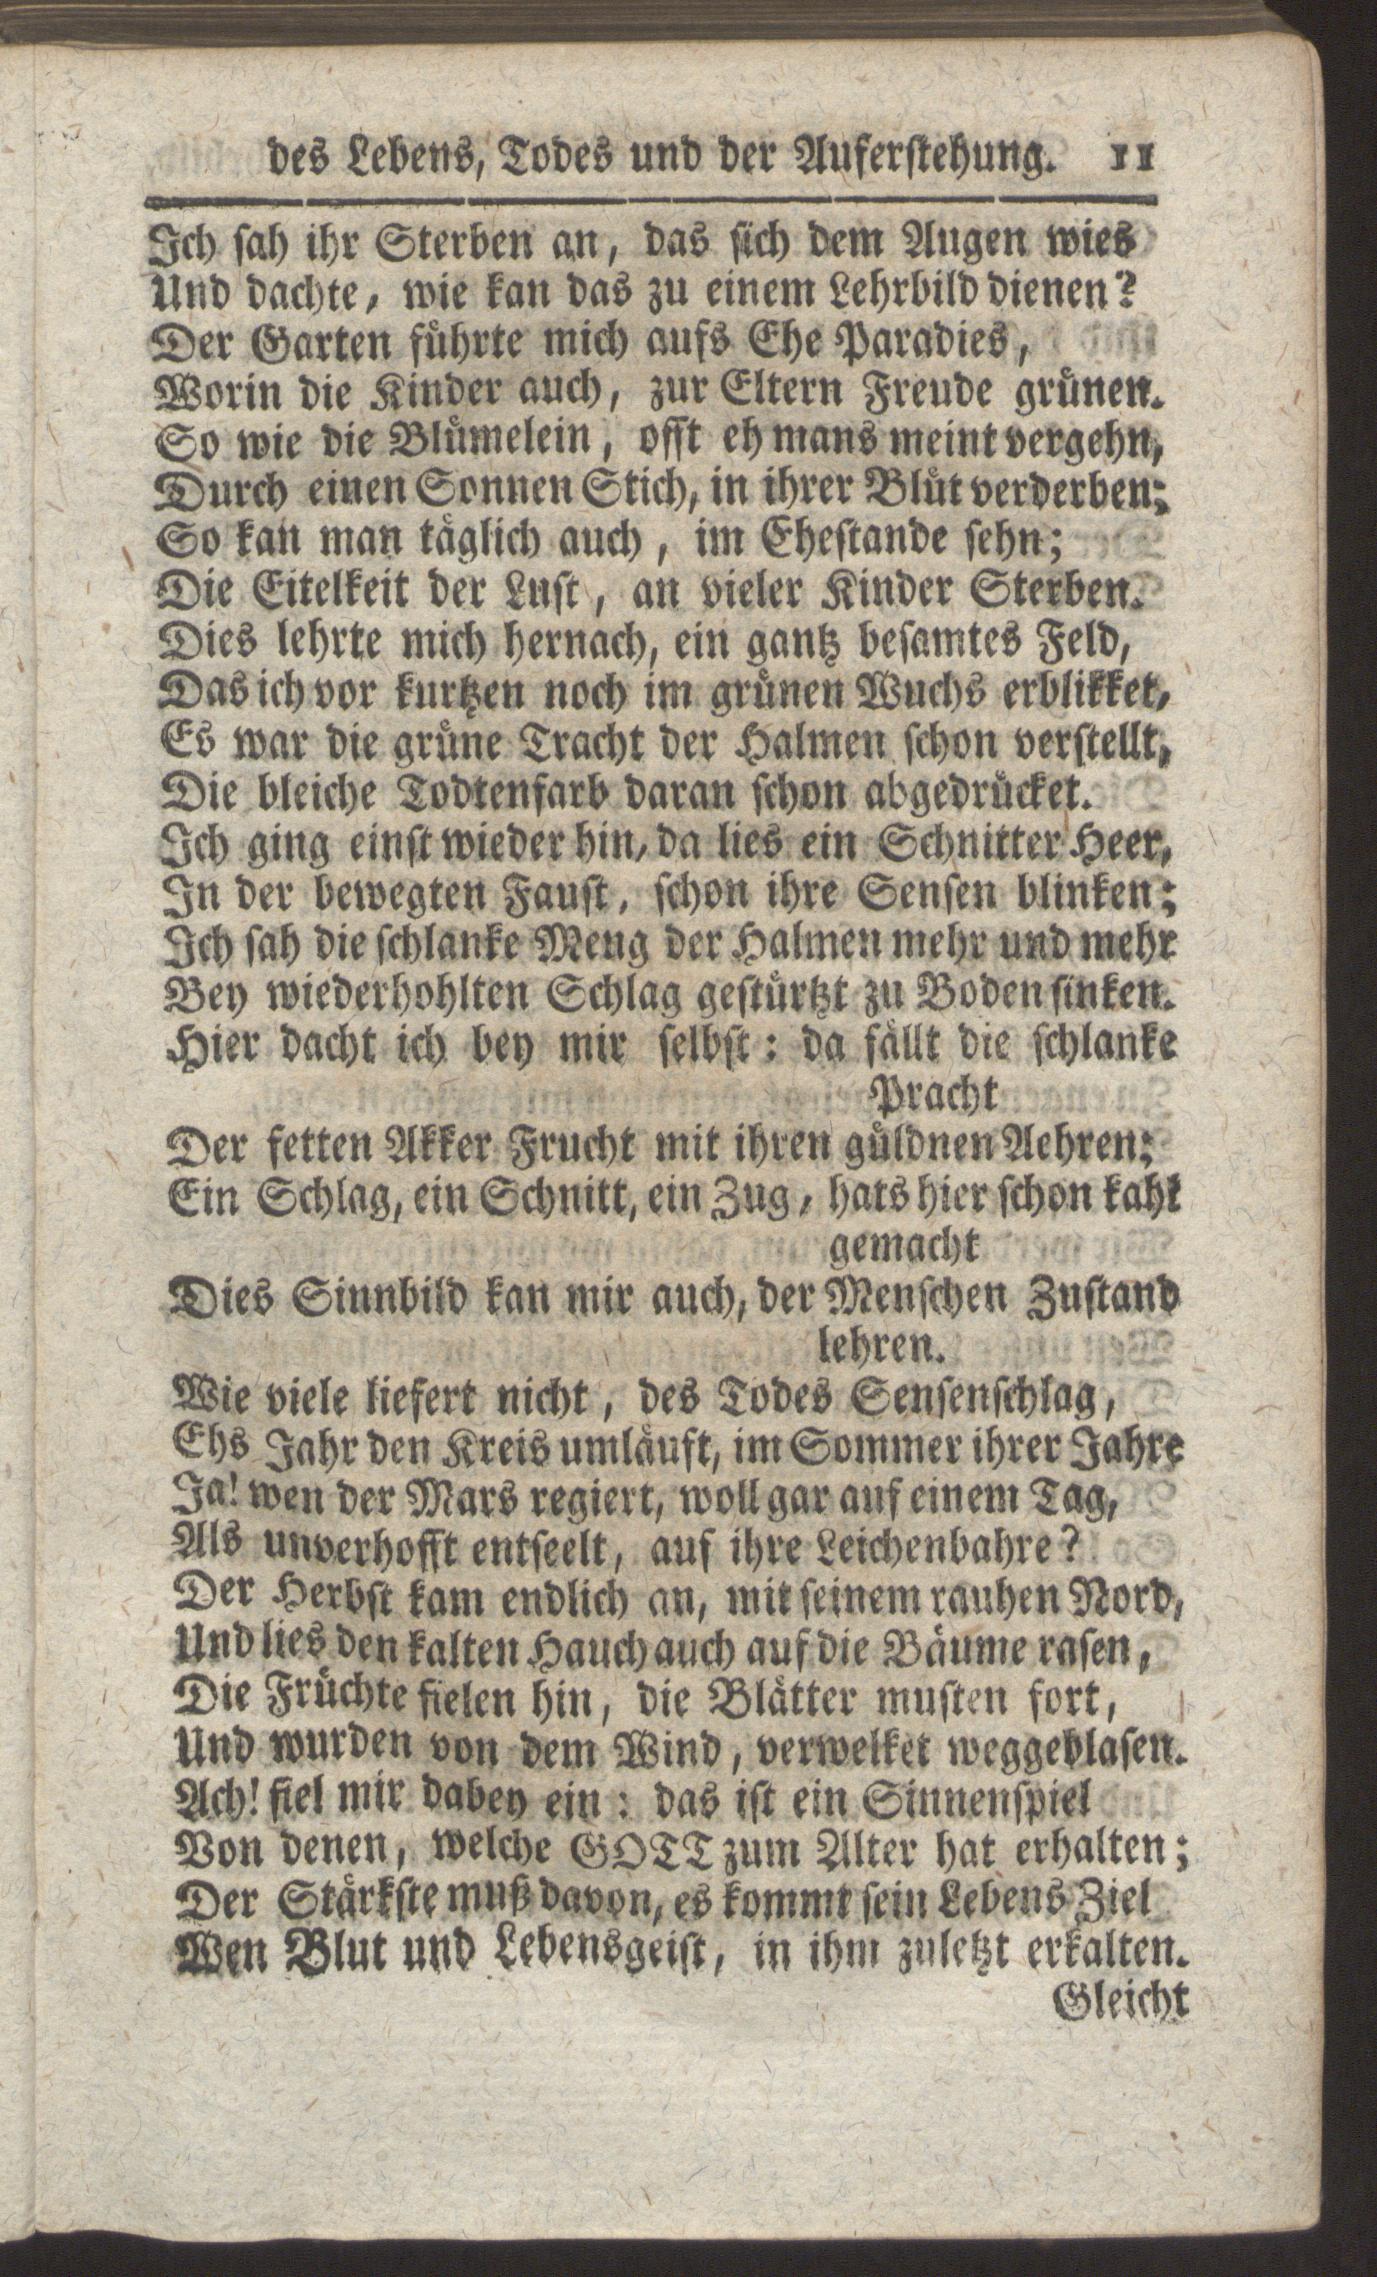 des Lebens, Todes und der Auferstehung. 11
Ich sah ihr Sterben an, das sich dem Augen wies
Und dachte, wie kan das zu einem Lehrbild dienen?
Der Garten führte mich aufs Ehe Paradies,
Worin die Kinder auch, zur Eltern Freude grünen.
So wie die Blümelein, offt eh mans meint vergehn,
Durch einen Sonnen Stich, in ihrer Blüt verderben;
So kan man täglich auch, im Ehestande sehn;
Die Eitelkeit der Lust, an vieler Kinder Sterben.
Dies lehrte mich hernach, ein gantz besamtes Feld,
Das ich vor kurtzen noch im grünen Wuchs erblikket,
Es war die grüne Tracht der Halmen schon verstellt,
Die bleiche Todtenfarb daran schon abgedrücket.
Ich ging einst wieder hin, da lies ein Schnitter Heer,
In der bewegten Faust, schon ihre Sensen blinken;
Ich sah die schlanke Meng der Halmen mehr und mehr
Bey wiederhohlten Schlag gestürtzt zu Boden sinken.
Hier dacht ich bey mir selbst: da fällt die schlanke
Pracht
Der fetten Akker Frucht mit ihren güldnen Aehren;
Ein Schlag, ein Schnitt, ein Zug, hats hier schon kahl
gemacht
Dies Sinnbild kan mir auch, der Menschen Zustand
lehren.
Wie viele liefert nicht, des Todes Sensenschlag,
Ehs Jahr den Kreis umläuft, im Sommer ihrer Jahre
Ja! wen der Mars regiert, woll gar auf einem Tag,
Als unverhofft entseelt, auf ihre Leichenbahre?
Der Herbst kam endlich an, mit seinem rauhen Nord,
Und lies den kalten Hauch auch auf die Bäume rasen,
Die Früchte fielen hin, die Blätter musten fort,
Und wurden von dem Wind, verwelket weggeblasen.
Ach! fiel mir dabey ein: das ist ein Sinnenspiel
Von denen, welche GOTT zum Alter hat erhalten;
Der Stärkste muß davon, es kommt sein Lebens Ziel
Wen Blut und Lebensgeist, in ihm zuletzt erkalten.
Gleicht